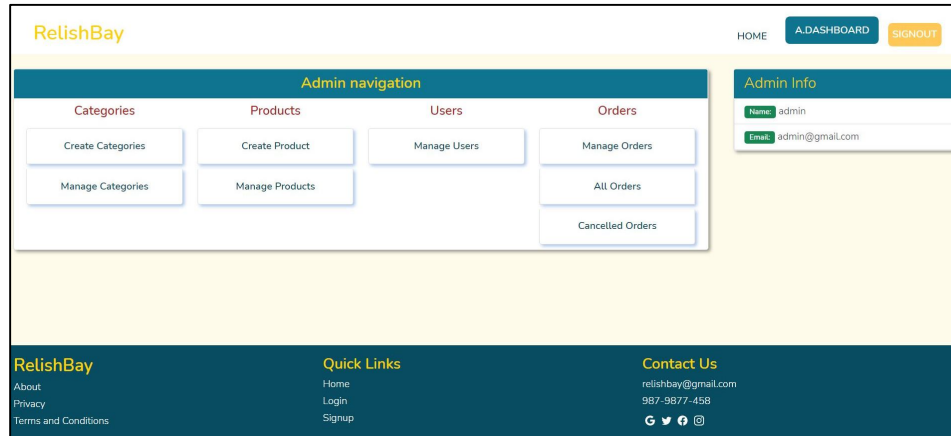 RelishBay
HOME
A.DASHBOARD
SIGNOUT
Admin navigation
Categories
Create Categories
Manage Categories
Products
Create Product
Manage Products
Users
Manage Users
Orders
Manage Orders
All Orders
Cancelled Orders
Admin Info
Name: admin
Email: admin@gmail.com
RelishBay
About
Privacy
Terms and Conditions
Quick Links
Home
Login
Signup
Contact Us
relishbay@gmail.com
987-9877-458